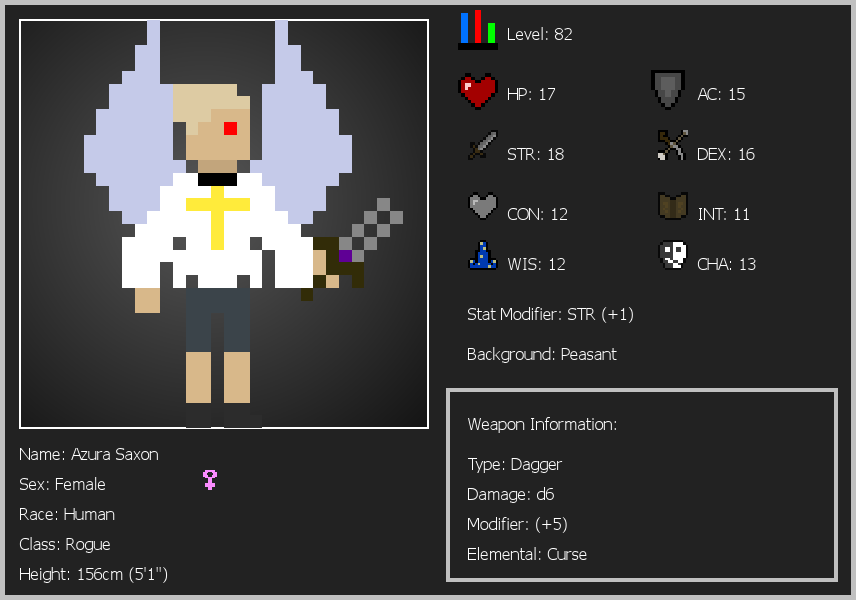 Level: 82
HP: 17
AC: 15
STR: 18
DEX: 16
CON: 12
INT: 11
WIS: 12
CHA: 13
Stat Modifier: STR (+1)
Background: Peasant
Weapon Information:
Type: Dagger
Damage: d6
Modifier: (+5)
Elemental: Curse
Name: Azura Saxon
Sex: Female
Race: Human
Class: Rogue
Height: 156cm (5'1")